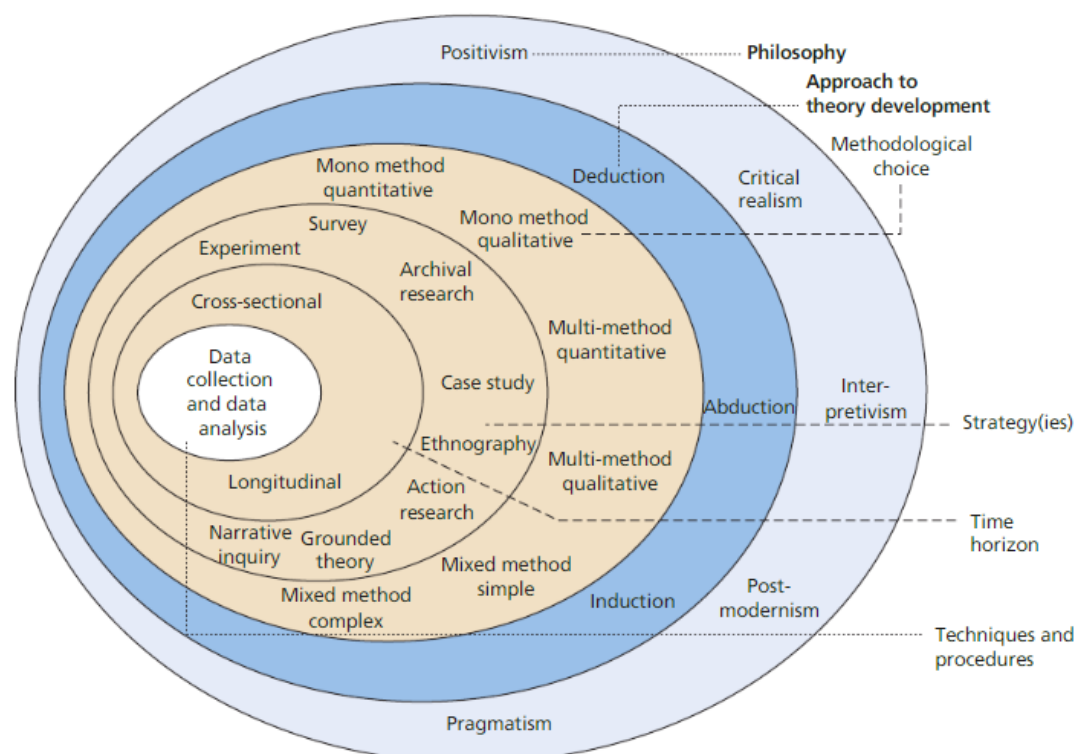 Positivism
Philosophy
Approach to
theory development
Methodological
choice
Mono method
quantitative
Deduction
Critical
realism
Survey
Mono method
qualitative
Experiment
Archival
research
Cross-sectional
Multi-method
quantitative
Data
collection
and data
analysis
Case study
Abduction
Inter-
pretivism
Strategy(ies)
Ethnography
Multi-method
qualitative
Longitudinal
Action
research
Time
horizon
Narrative
inquiry
Grounded
theory
Mixed method
simple
Mixed method
complex
Induction
Post-
modernism
Techniques and
procedures
Pragmatism